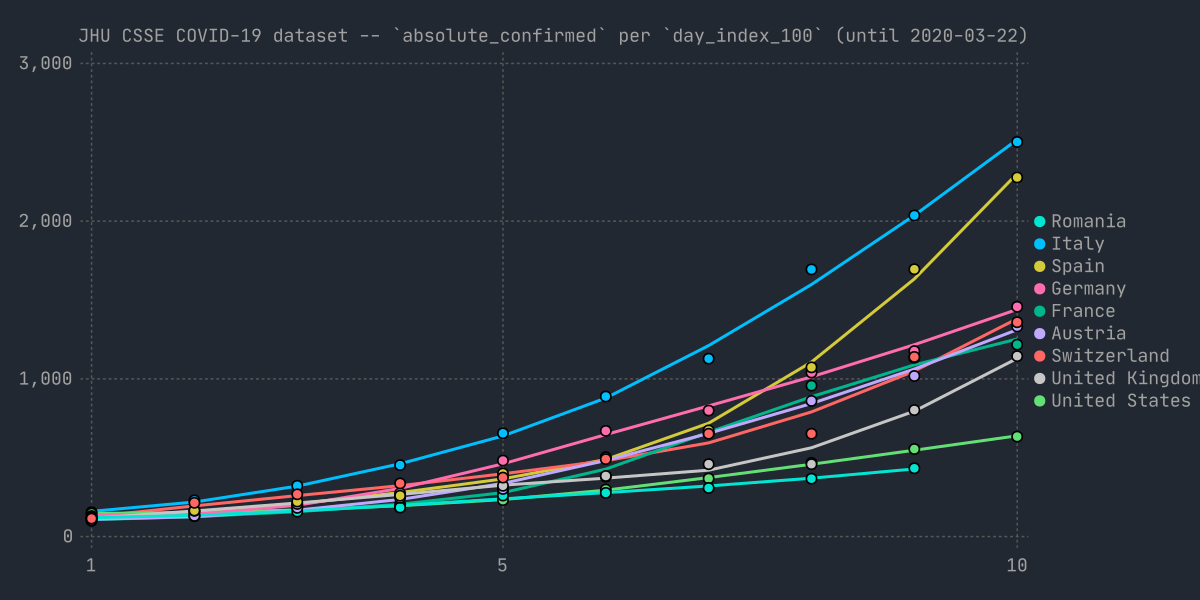 JHU CSSE COVID-19 dataset -- `absolute_confirmed` per `day_index_100` (until 2020-03-22)
3,000
2,000
1,000
0
1
5
10
Romania
Italy
Spain
Germany
France
Austria
Switzerland
United Kingdom
United States